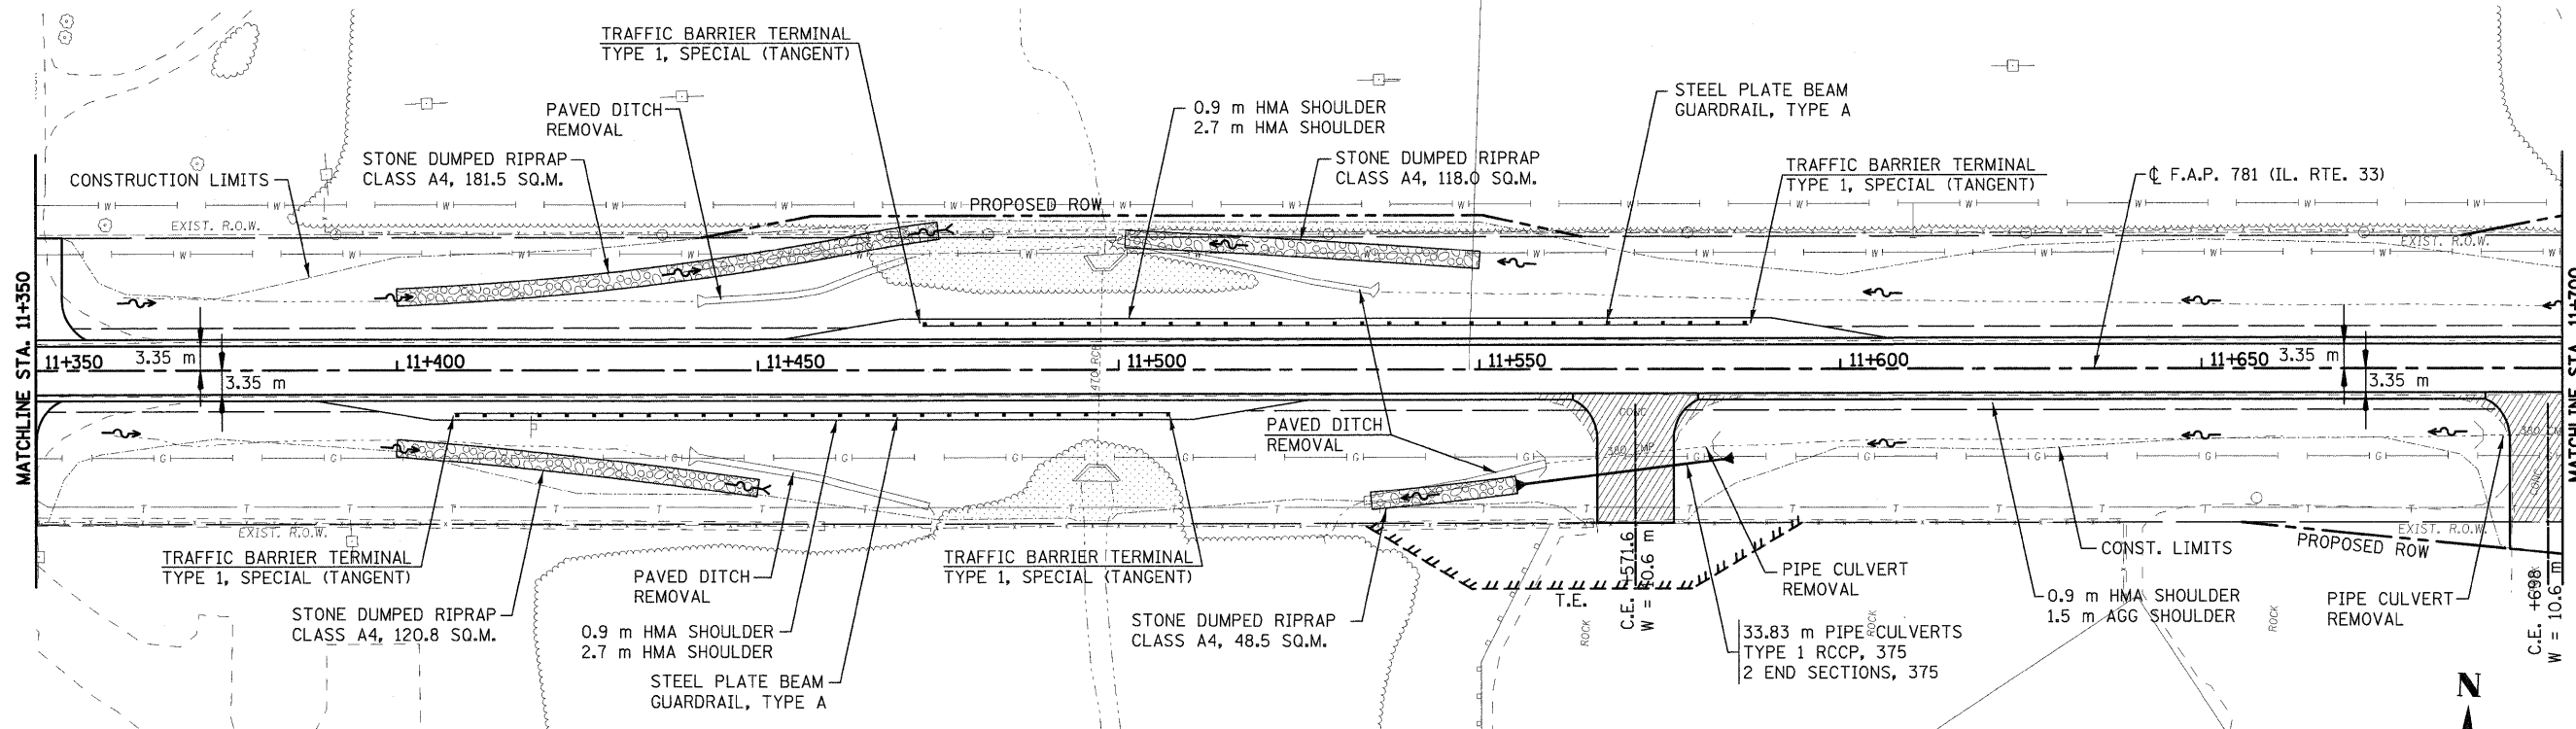 TRAFFIC BARRIER TERMINAL
TYPE 1, SPECIAL (TANGENT)
PAVED DITCH
REMOVAL
STONE DUMPED RIPRAP
CLASS A4, 181.5 SQ.M.
CONSTRUCTION LIMITS
0.9 m HMA SHOULDER
2.7 m HMA SHOULDER
STONE DUMPED RIPRAP
CLASS A4, 118.0 SQ.M.
STEEL PLATE BEAM
GUARDRAIL, TYPE A
TRAFFIC BARRIER TERMINAL
TYPE 1, SPECIAL (TANGENT)
℄ F.A.P. 781 (IL. RTE. 33)
EXIST. R.O.W.
PROPOSED ROW
EXIST. R.O.W.
MATCHLINE STA. 11+350
11+350
3.35 m
3.35 m
11+400
11+450
11+500
11+550
11+600
11+650
3.35 m
3.35 m
MATCHLINE STA. 11+700
CONC
PAVED DITCH
REMOVAL
EXIST. R.O.W.
TRAFFIC BARRIER TERMINAL
TYPE 1, SPECIAL (TANGENT)
STONE DUMPED RIPRAP
CLASS A4, 120.8 SQ.M.
PAVED DITCH
REMOVAL
0.9 m HMA SHOULDER
2.7 m HMA SHOULDER
STEEL PLATE BEAM
GUARDRAIL, TYPE A
TRAFFIC BARRIER TERMINAL
TYPE 1, SPECIAL (TANGENT)
STONE DUMPED RIPRAP
CLASS A4, 48.5 SQ.M.
T.E.
ROCK
C.E. +571.6
W = 10.6 m
PIPE CULVERT
REMOVAL
33.83 m PIPE CULVERTS
TYPE 1 RCCP, 375
2 END SECTIONS, 375
ROCK
CONST. LIMITS
0.9 m HMA SHOULDER
1.5 m AGG SHOULDER
EXIST. R.O.W.
PROPOSED ROW
ROCK
PIPE CULVERT
REMOVAL
CONC
C.E. +698
W = 10.6 m
N